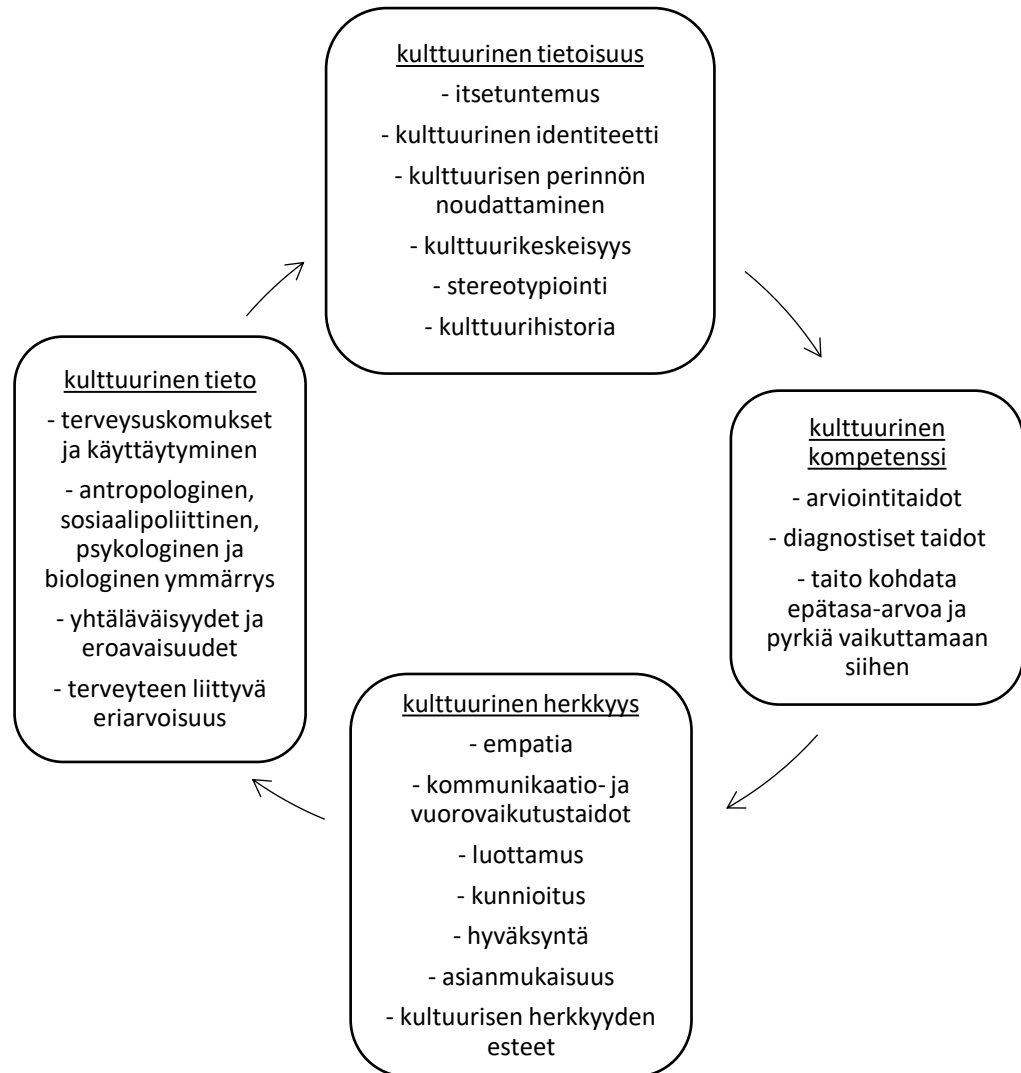 kulttuurinen tietoisuus
- itsetuntemus
- kulttuurinen identiteetti
- kulttuurisen perinnön
noudattaminen
- kulttuurikeskeisyys
- stereotypiointi
- kulttuurihistoria
kulttuurinen tieto
- terveysuskomukset
ja käyttäytyminen
- antropologinen,
sosiaalipoliittinen,
psykologinen ja
biologinen ymmärrys
- yhtäläväisyydet ja
eroavaisuudet
- terveyteen liittyvä
eriarvoisuus
kulttuurinen
kompetenssi
- arviointitaidot
- diagnostiset taidot
- taito kohdata
epätasa-arvoa ja
pyrkiä vaikuttamaan
siihen
kulttuurinen herkkyys
- empatia
- kommunikaatio- ja
vuorovaikutustaidot
- luottamus
- kunnioitus
- hyväksyntä
- asianmukaisuus
- kultuurisen herkkyyden
esteet